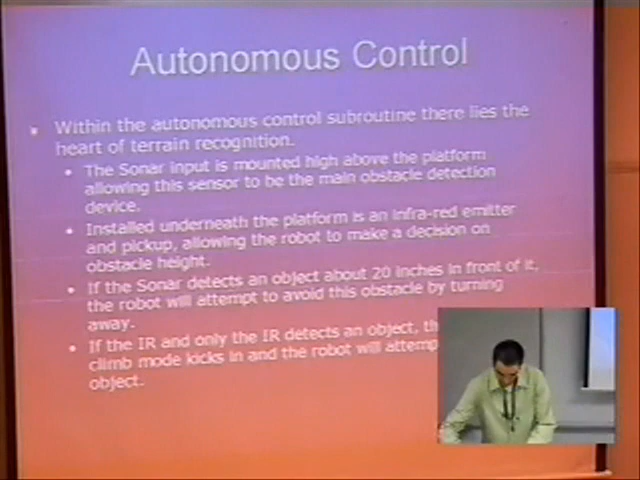 Autonomous Control
Within the autonomous control subroutine there lies the
heart of terrain recognition.
The Sonar input is mounted high above the platform
allowing this sensor to be the main obstacle detection
device.
Installed underneath the platform is an infra-red emitter
and pickup, allowing the robot to make a decision on
obstacle height.
If the Sonar detects an object about 20 inches in front of it,
the robot will attempt to avoid this obstacle by turning
away.
If the IR and only the IR detects an object,
climb mode kicks in and the robot will
object.